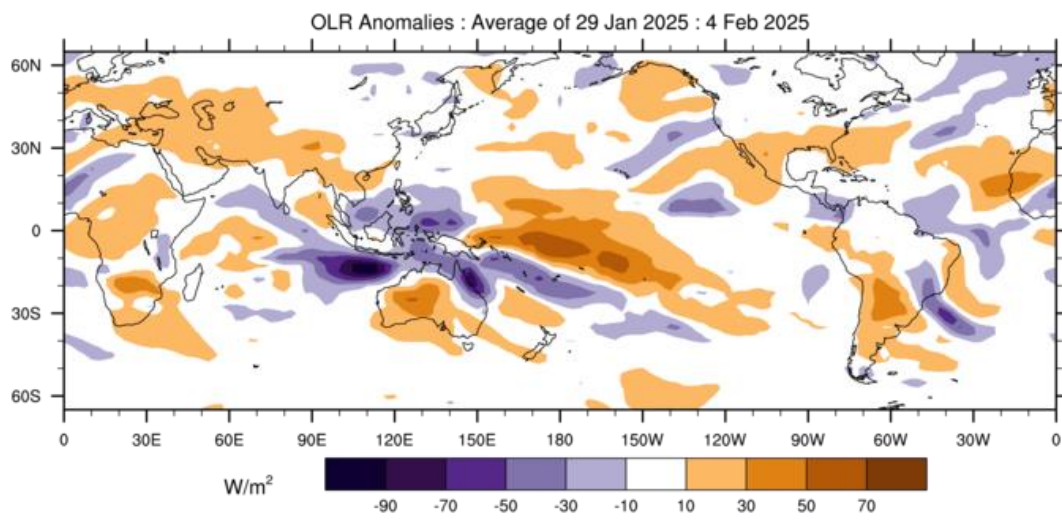 OLR Anomalies : Average of 29 Jan 2025 : 4 Feb 2025
60N
30N
0
30S
60S
0 30E 60E 90E 120E 150E 180 150W 120W 90W 60W 30W 0
W/m²
-90 -70 -50 -30 -10 10 30 50 70